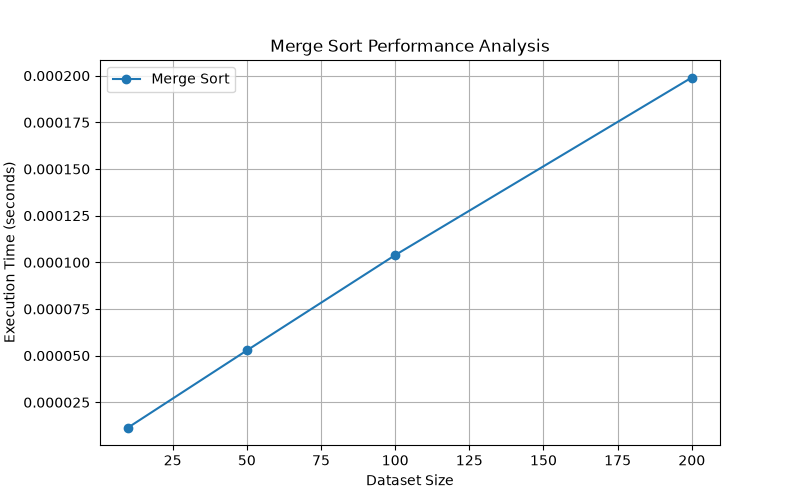 Merge Sort Performance Analysis
Merge Sort
Execution Time (seconds)
0.000200
0.000175
0.000150
0.000125
0.000100
0.000075
0.000050
0.000025
25 50 75 100 125 150 175 200
Dataset Size